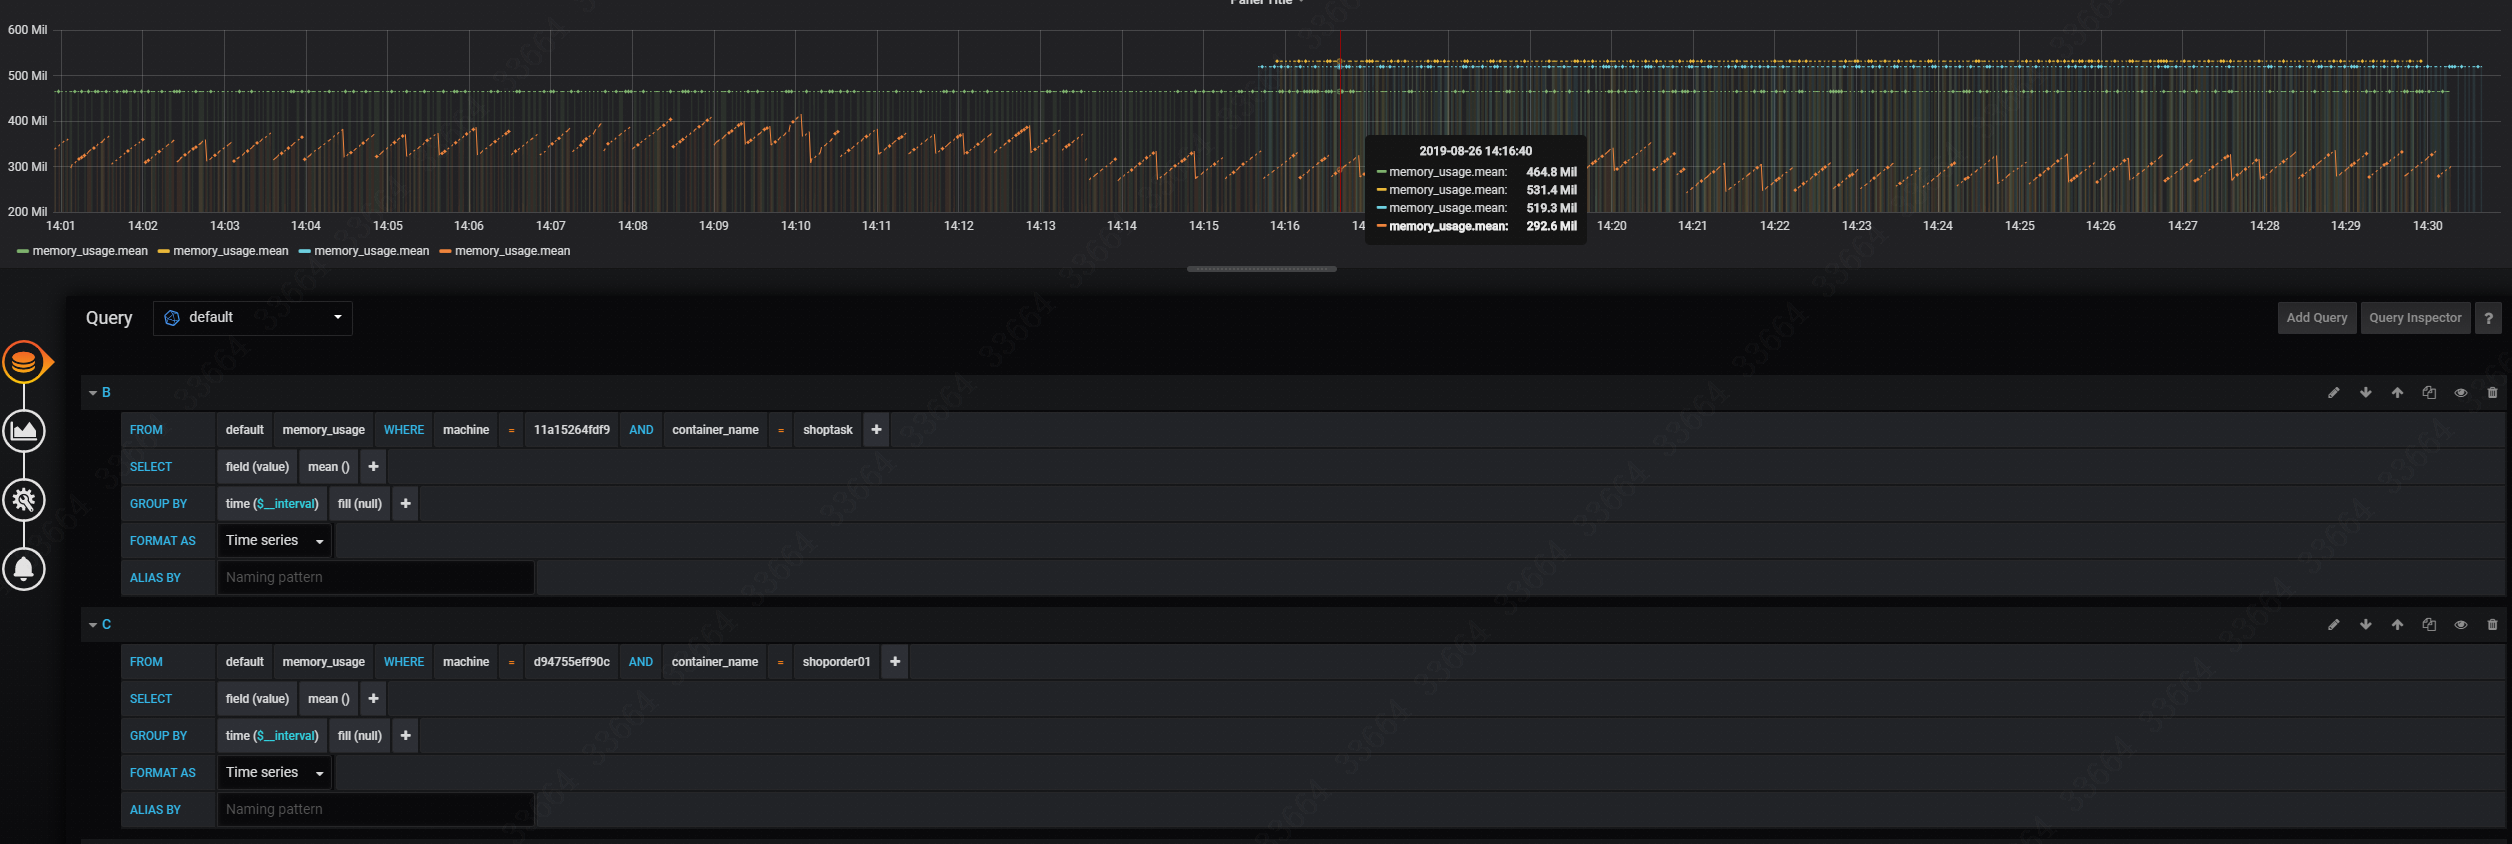 Panel Title
600 Mil
500 Mil
400 Mil
300 Mil
200 Mil
14:01 14:02 14:03 14:04 14:05 14:06 14:07 14:08 14:09 14:10 14:11 14:12 14:13 14:14 14:15 14:16 14 14:20 14:21 14:22 14:23 14:24 14:25 14:26 14:27 14:28 14:29 14:30
2019-08-26 14:16:40
memory_usage.mean: 464.8 Mil
memory_usage.mean: 531.4 Mil
memory_usage.mean: 519.3 Mil
memory_usage.mean: 292.6 Mil
memory_usage.mean memory_usage.mean memory_usage.mean memory_usage.mean
Query default Add Query Query Inspector ?
B
FROM default memory_usage WHERE machine = 11a15264fdf9 AND container_name = shoptask +
SELECT field (value) mean () +
GROUP BY time ($__interval) fill (null) +
FORMAT AS Time series
ALIAS BY Naming pattern
C
FROM default memory_usage WHERE machine = d94755eff90c AND container_name = shoporder01 +
SELECT field (value) mean () +
GROUP BY time ($__interval) fill (null) +
FORMAT AS Time series
ALIAS BY Naming pattern
33664